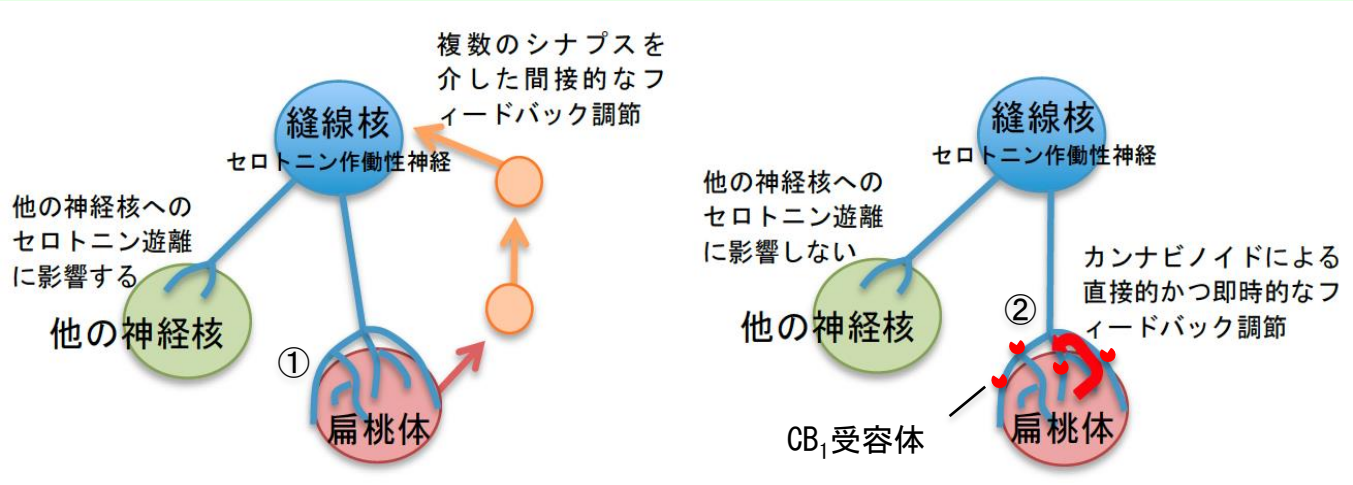 複数のシナプスを
介した間接的なフ
ィードバック調節
縫線核
セロトニン作働性神経
他の神経核への
セロトニン遊離
に影響する
他の神経核
①
扁桃体
縫線核
セロトニン作働性神経
他の神経核への
セロトニン遊離
に影響しない
他の神経核
カンナビノイドによる
直接的かつ即時的なフ
ィードバック調節
②
扁桃体
CB₁受容体